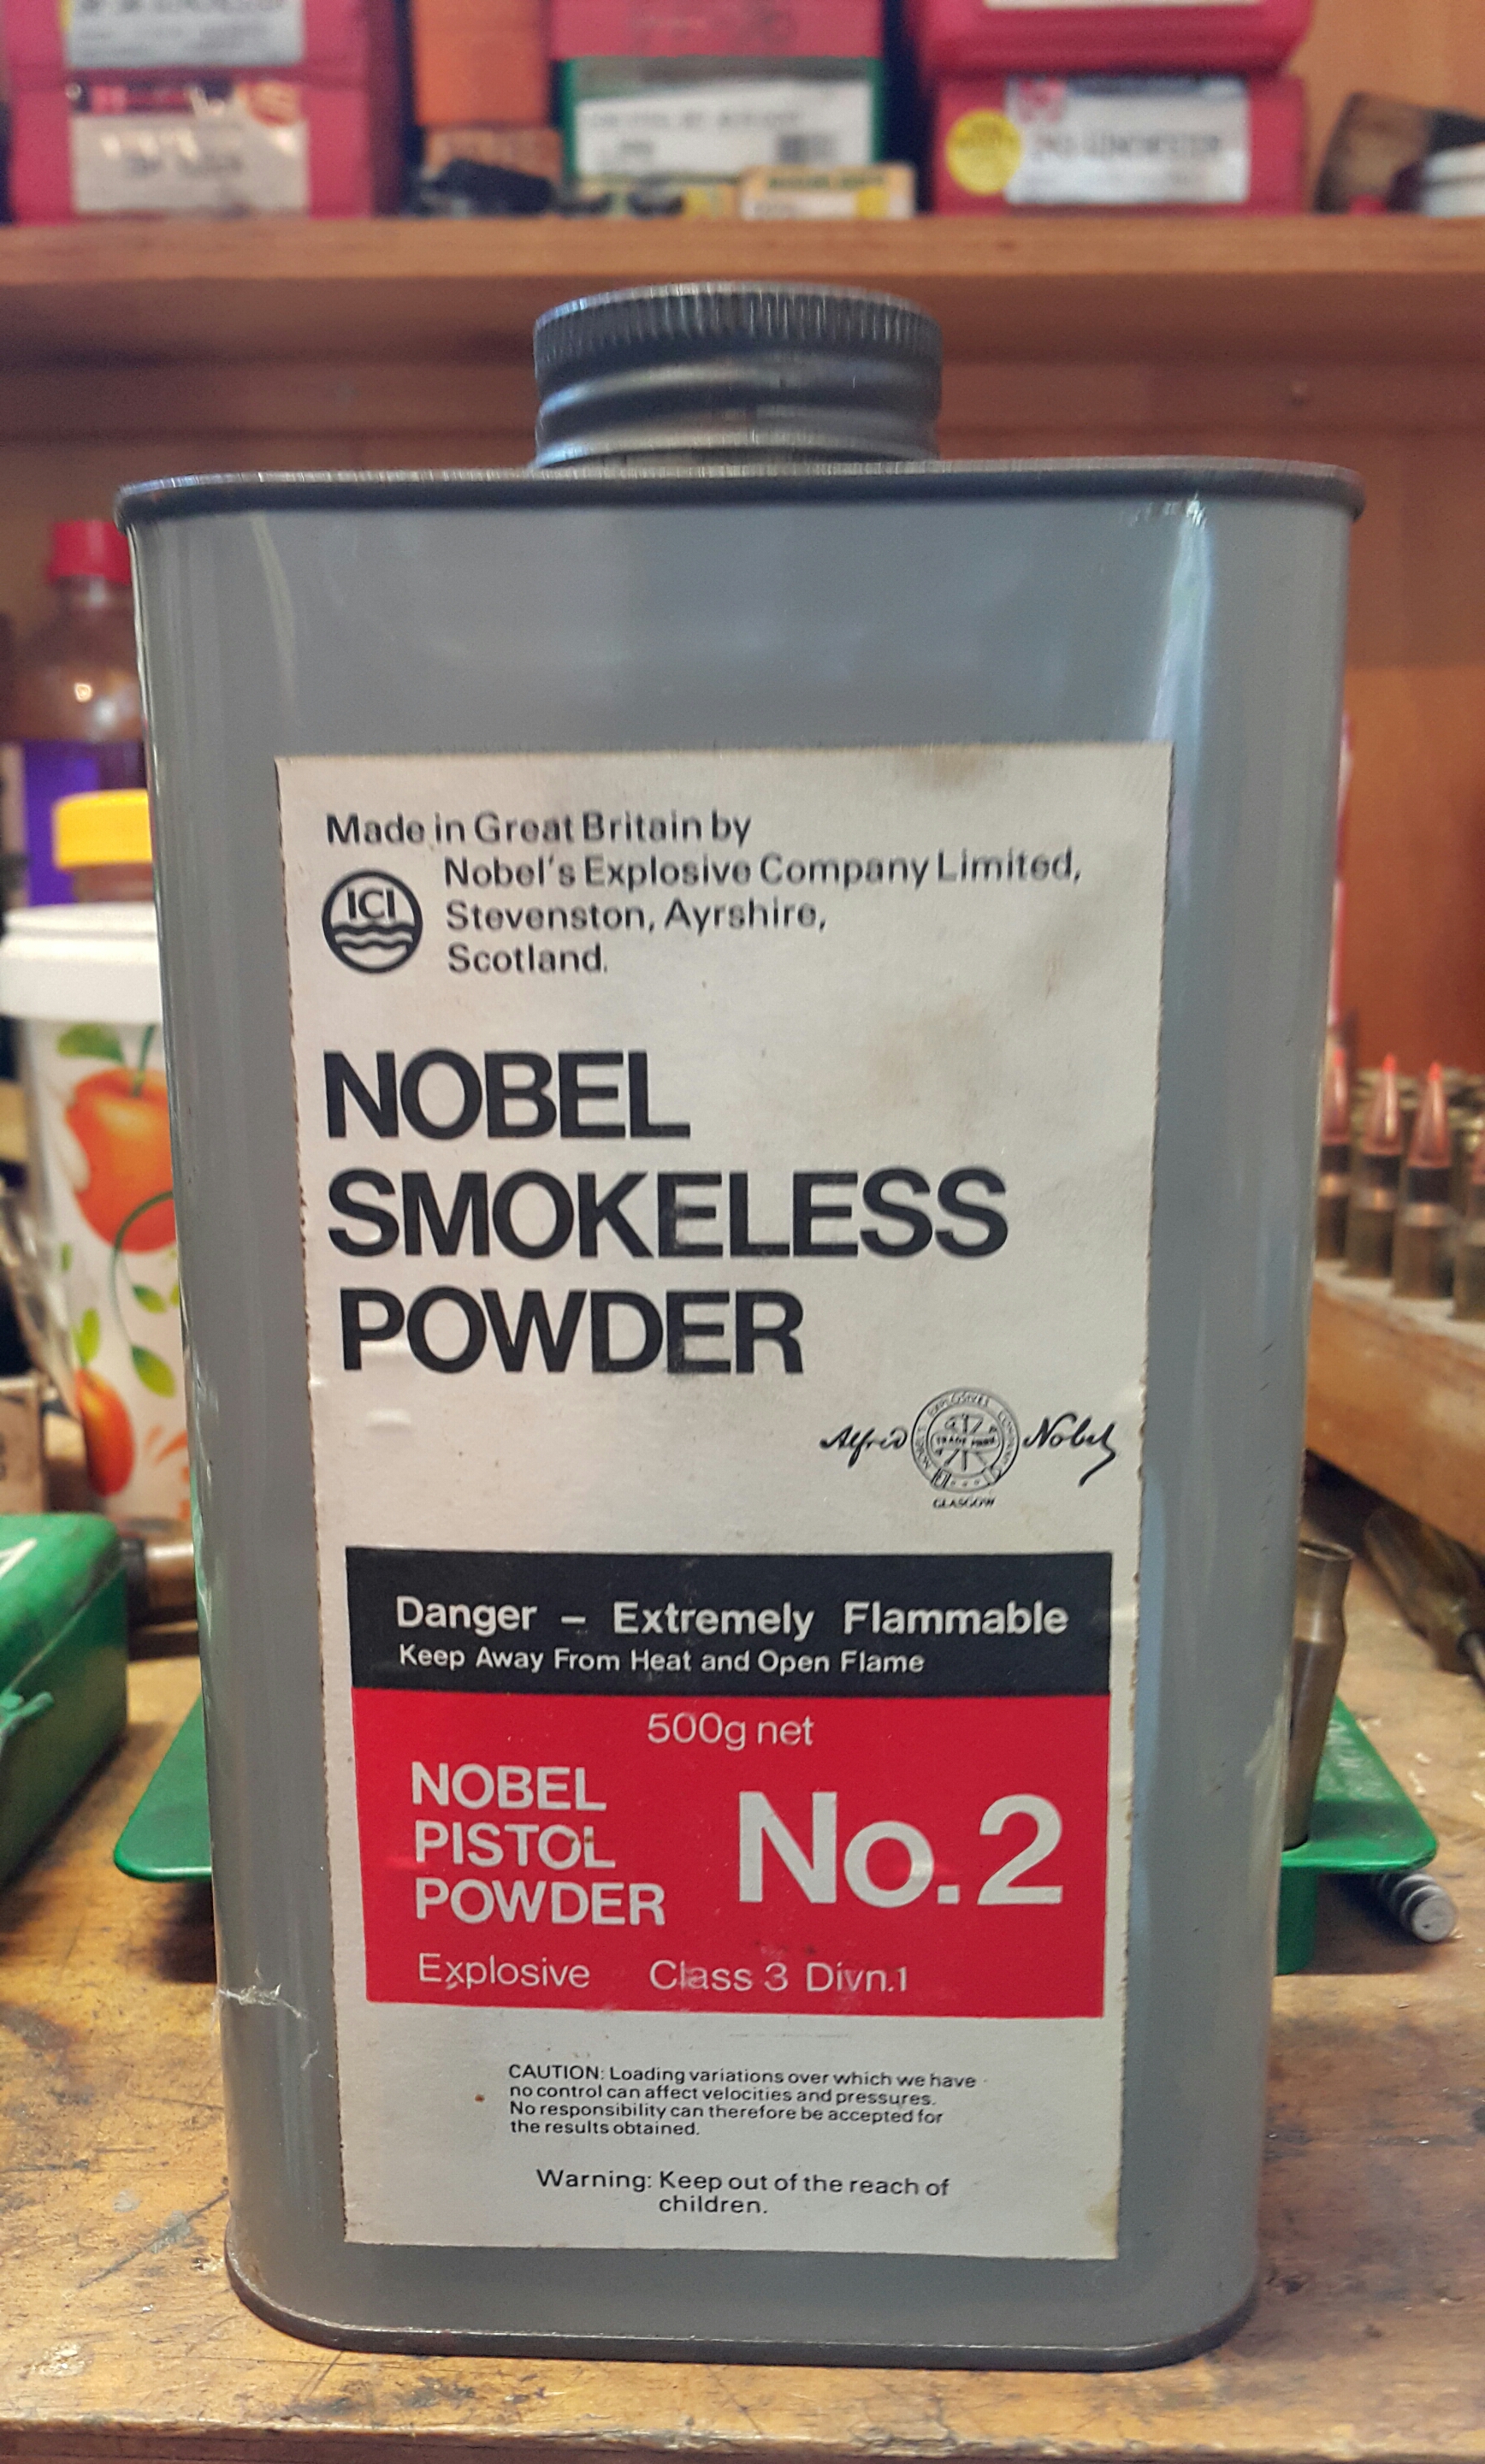 Made in Great Britain by
Nobel's Explosive Company Limited,
ICI
Stevenston, Ayrshire,
Scotland.
NOBEL
SMOKELESS
POWDER
Alfred Nobel
TRADE MARK
GLASGOW
Danger – Extremely Flammable
Keep Away From Heat and Open Flame
500g net
NOBEL
PISTOL
POWDER
No.2
Explosive Class 3 Divn.1
CAUTION: Loading variations over which we have
no control can affect velocities and pressures.
No responsibility can therefore be accepted for
the results obtained.
Warning: Keep out of the reach of
children.